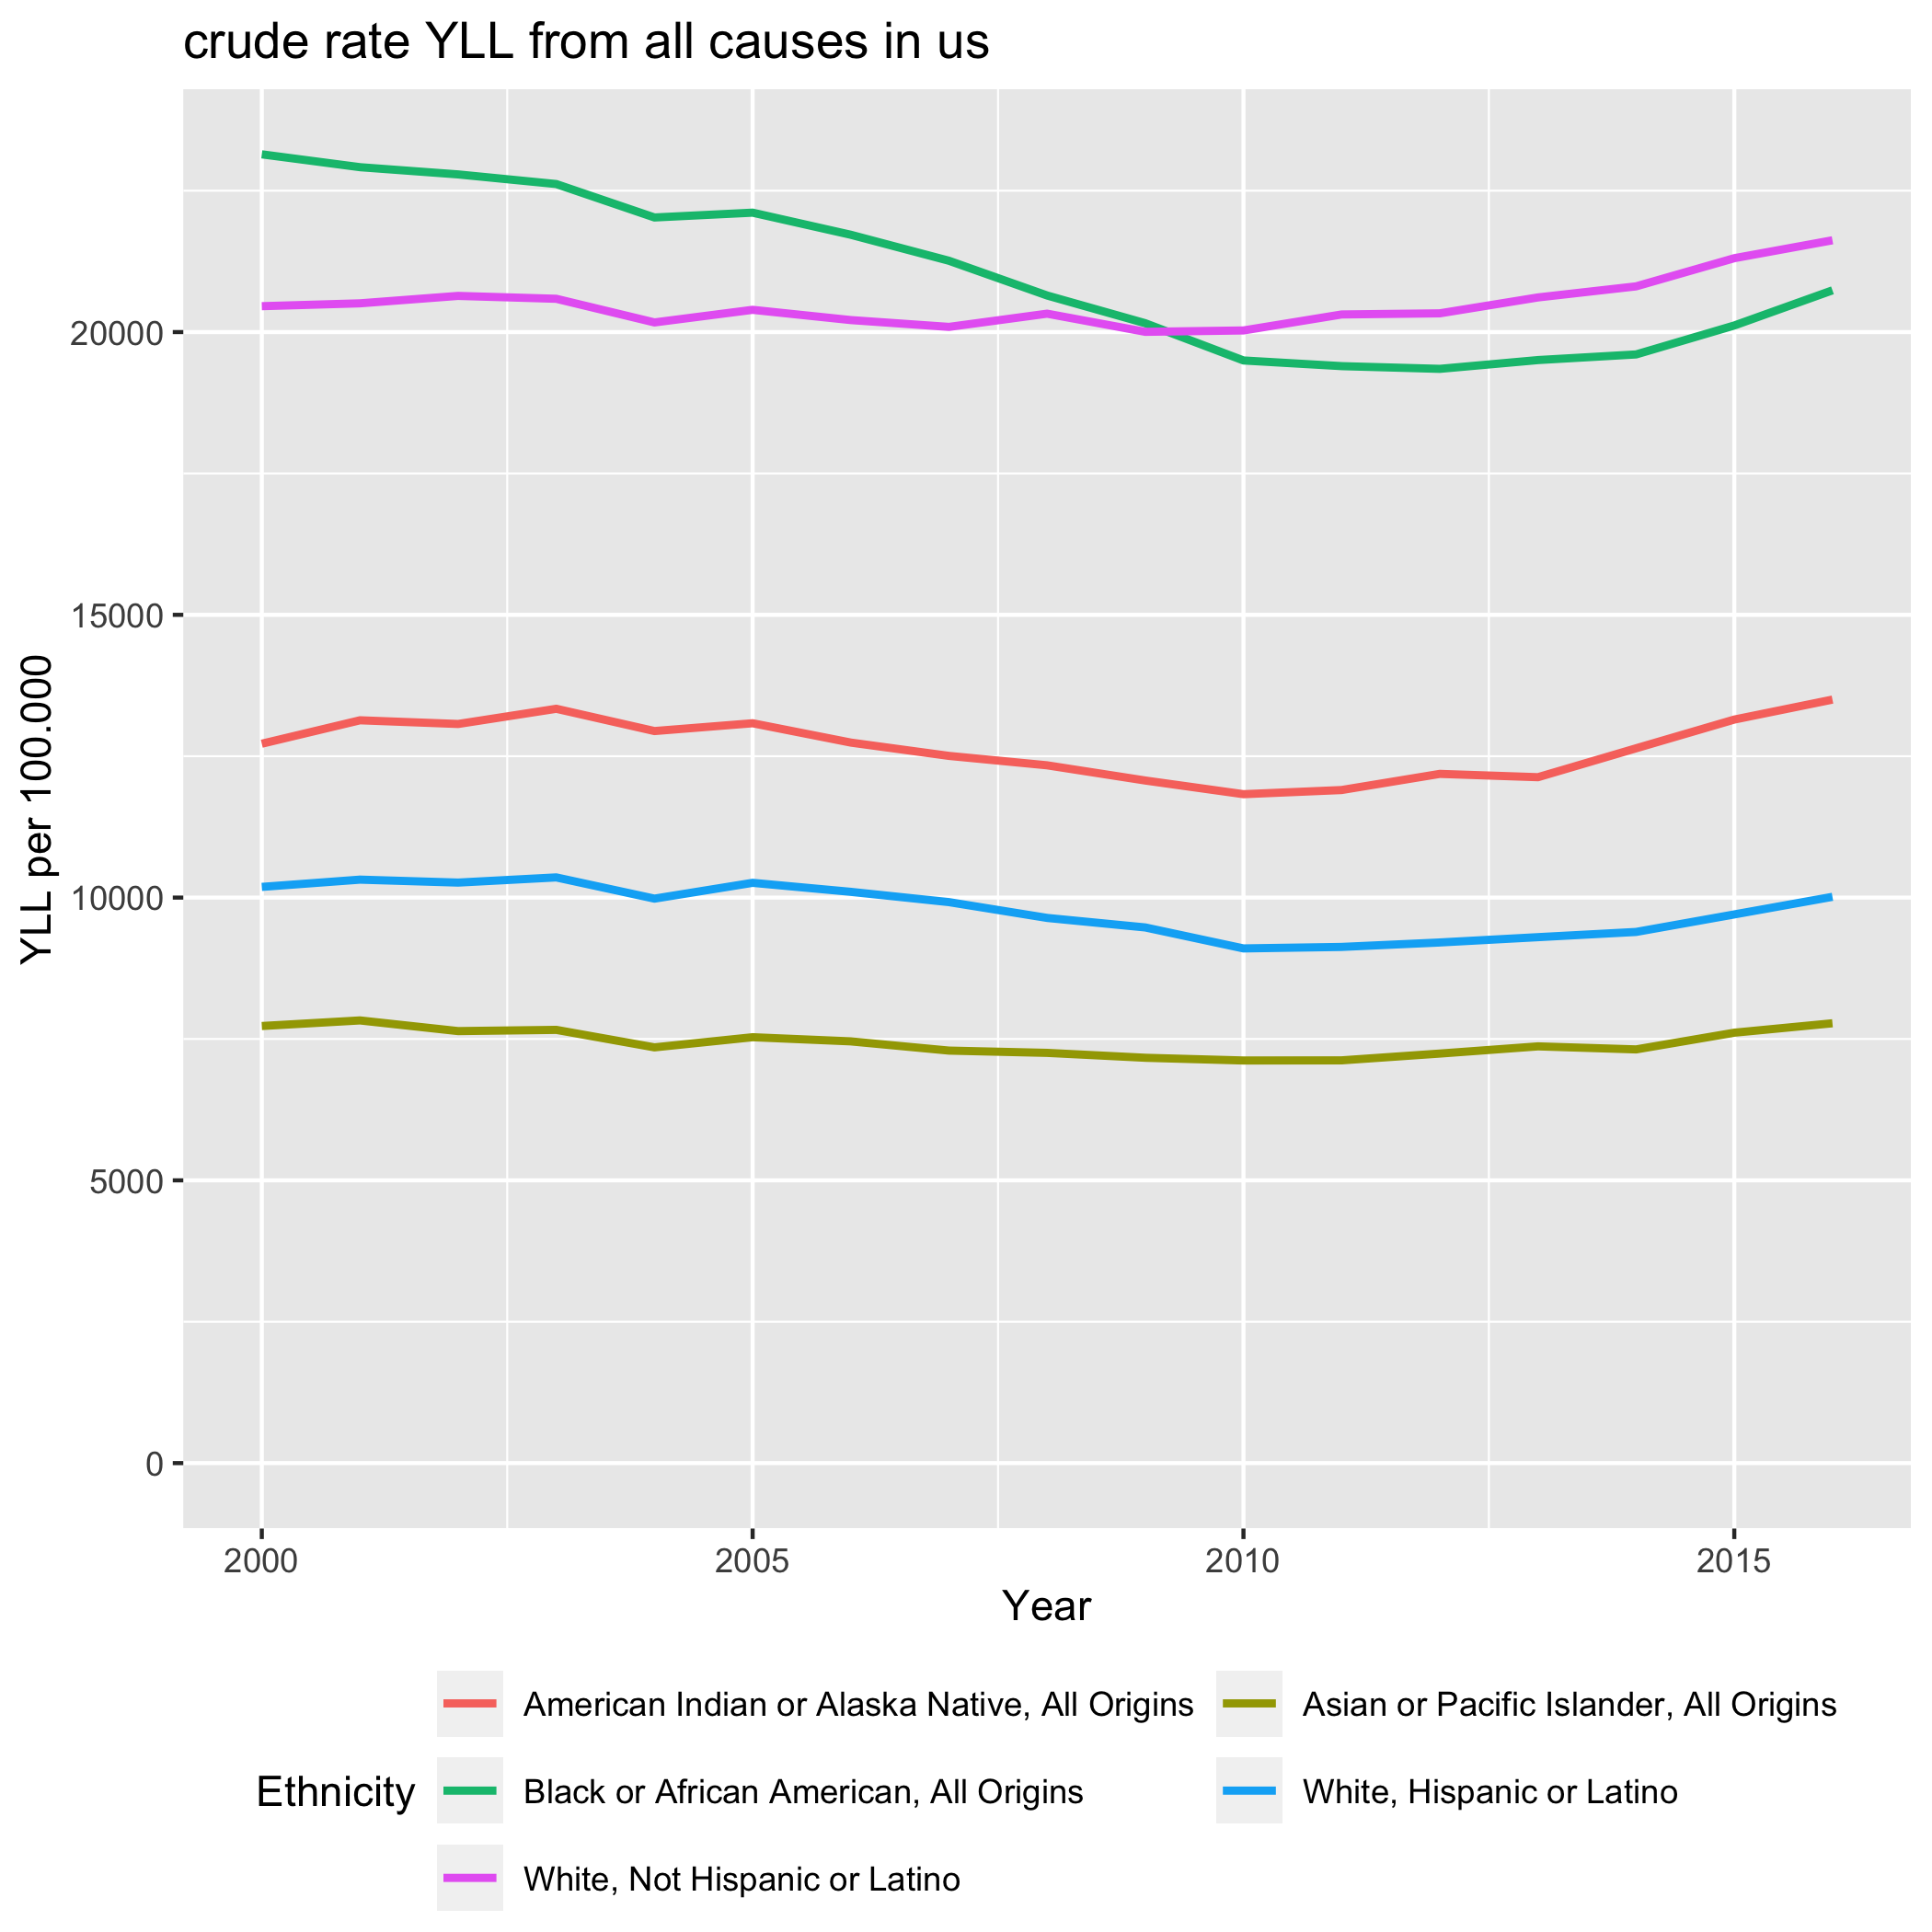 crude rate YLL from all causes in us
YLL per 100.000
20000
15000
10000
5000
0
2000 2005 2010 2015
Year
Ethnicity
American Indian or Alaska Native, All Origins
Asian or Pacific Islander, All Origins
Black or African American, All Origins
White, Hispanic or Latino
White, Not Hispanic or Latino